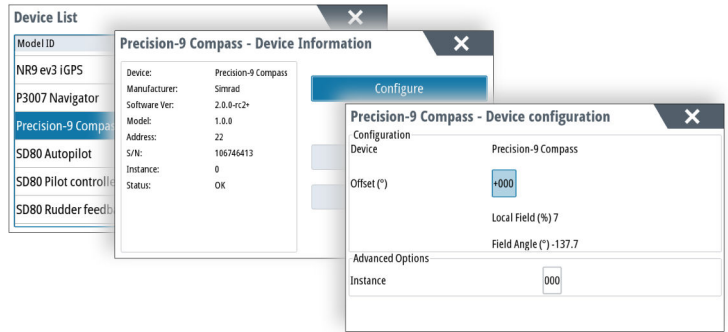 Device List
Model ID
NR9 ev3 iGPS
P3007 Navigator
Precision-9 Compas
SD80 Autopilot
SD80 Pilot controlle
SD80 Rudder feedb
Precision-9 Compass - Device Information
Device: Precision-9 Compass
Manufacturer: Simrad
Software Ver: 2.0.0-rc2+
Model: 1.0.0
Address: 22
S/N: 106746413
Instance: 0
Status: OK
Configure
Precision-9 Compass - Device configuration
Configuration
Device Precision-9 Compass
Offset (°) +000
Local Field (%) 7
Field Angle (°) -137.7
Advanced Options
Instance 000